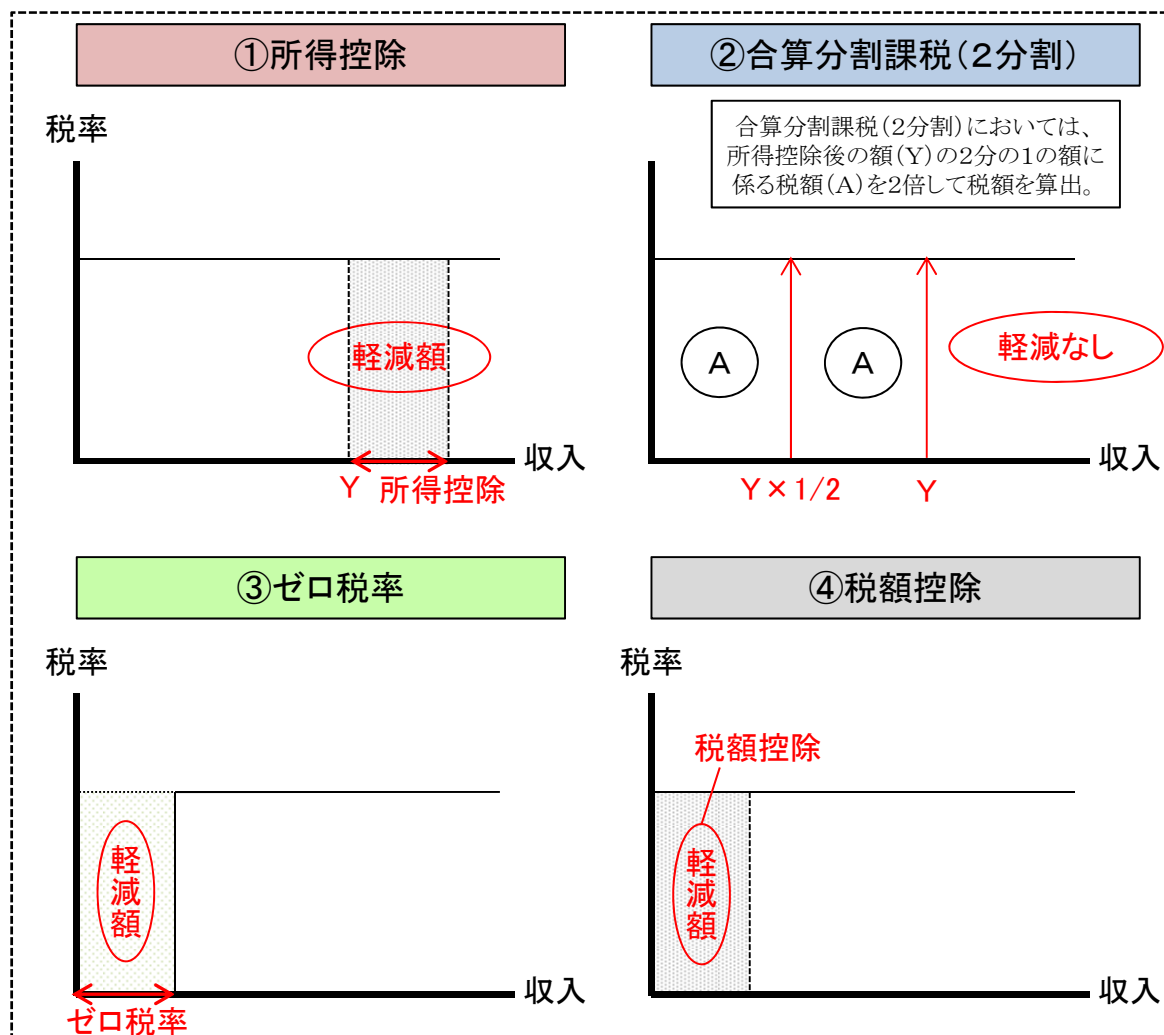 ①所得控除
税率
軽減額
収入
Y 所得控除
②合算分割課税(2分割)
合算分割課税(2分割)においては、
所得控除後の額(Y)の2分の1の額に
係る税額(A)を2倍して税額を算出。
A
A
軽減なし
収入
Y×1/2
Y
③ゼロ税率
税率
軽減額
収入
ゼロ税率
④税額控除
税率
税額控除
軽減額
収入